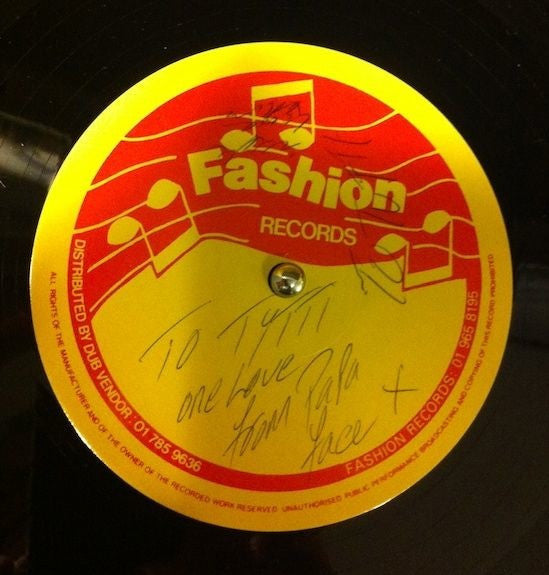 Fashion
RECORDS
TO TYTTI
one Love
from Papa
face +
DISTRIBUTED BY DUB VENDOR : 01 785 9636
FASHION RECORDS : 01 965 8195
ALL RIGHTS OF THE MANUFACTURER AND OF THE OWNER OF THE RECORDED WORK RESERVED UNAUTHORISED PUBLIC PERFORMANCE BROADCASTING AND COPYING OF THIS RECORD PROHIBITED